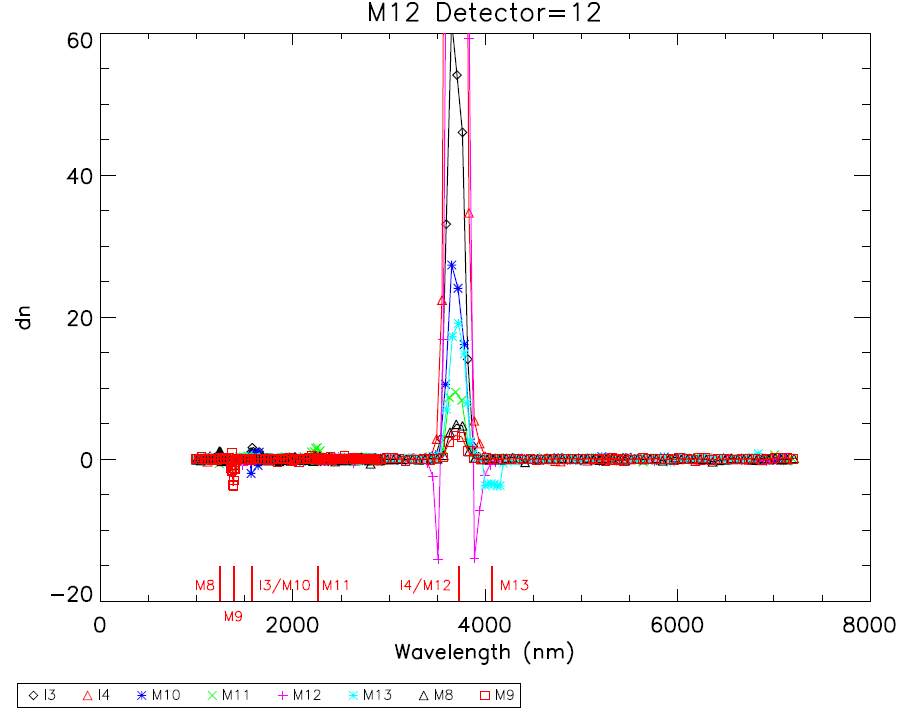 M12 Detector=12
60
40
20
0
-20
dn
M8
M9
I3/M10
M11
I4/M12
M13
0 2000 4000 6000 8000
Wavelength (nm)
I3 I4 M10 M11 M12 M13 M8 M9